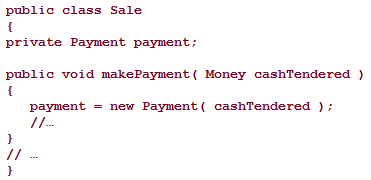 public class Sale
{
private Payment payment;
public void makePayment( Money cashTendered )
{
payment = new Payment( cashTendered );
//…
}
// …
}